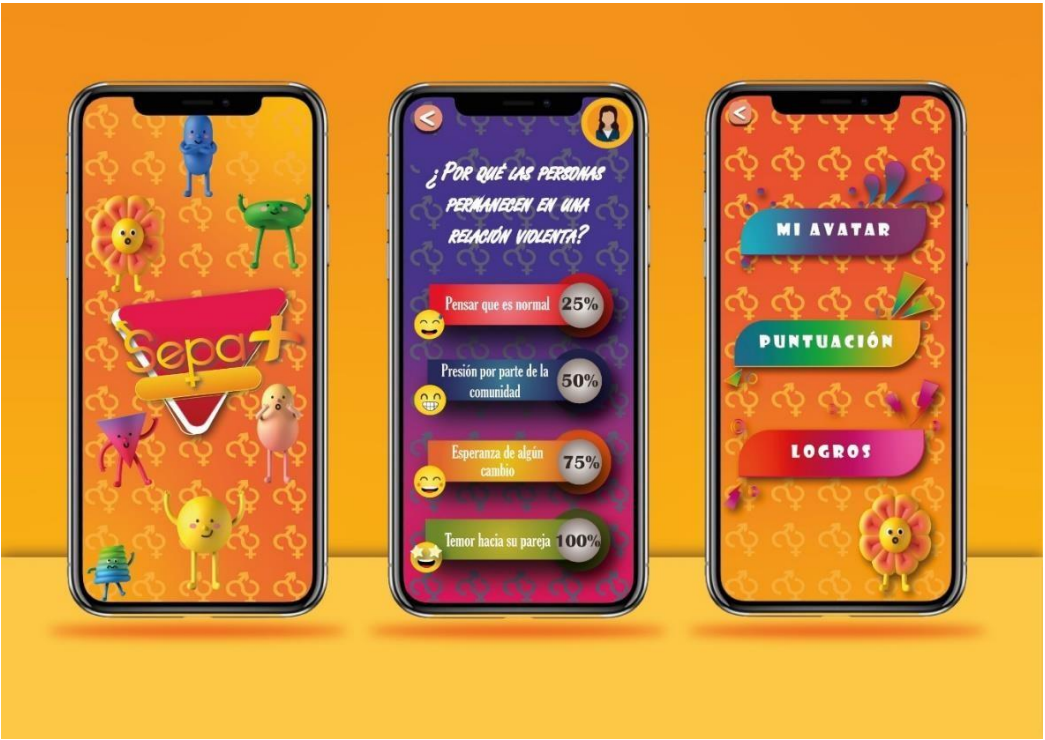 Sepa+
¿POR QUÉ LAS PERSONAS
PERMANECEN EN UNA
RELACIÓN VIOLENTA?
Pensar que es normal 25%
Presión por parte de la
comunidad 50%
Esperanza de algún
cambio 75%
Temor hacia su pareja 100%
MI AVATAR
PUNTUACIÓN
LOGROS